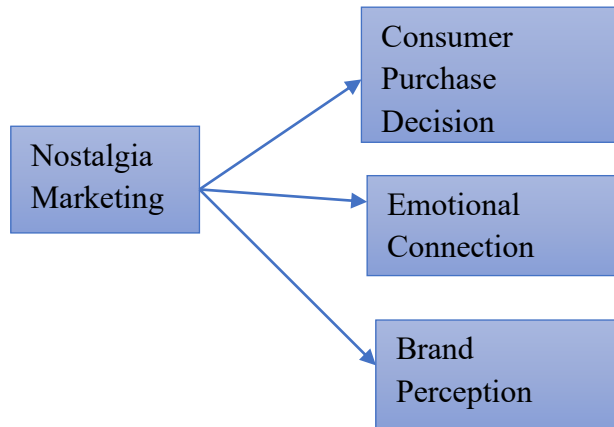 Consumer
Purchase
Decision
Nostalgia
Marketing
Emotional
Connection
Brand
Perception